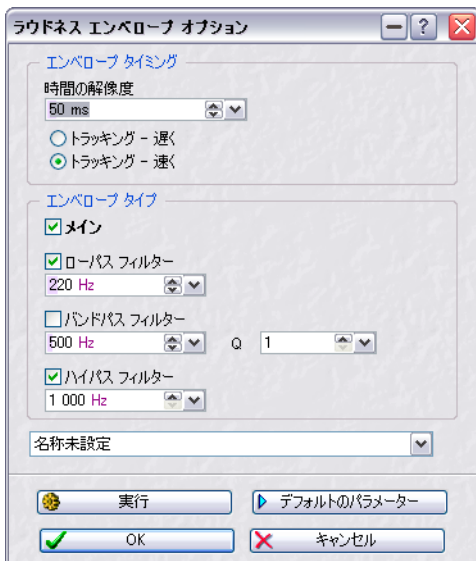 ラウドネス エンベロープ オプション
エンベロープ タイミング
時間の解像度
50 ms
トラッキング - 遅く
トラッキング - 速く
エンベロープ タイプ
メイン
ローパス フィルター
220 Hz
バンドパス フィルター
500 Hz Q 1
ハイパス フィルター
1 000 Hz
名称未設定
実行 デフォルトのパラメーター
OK キャンセル